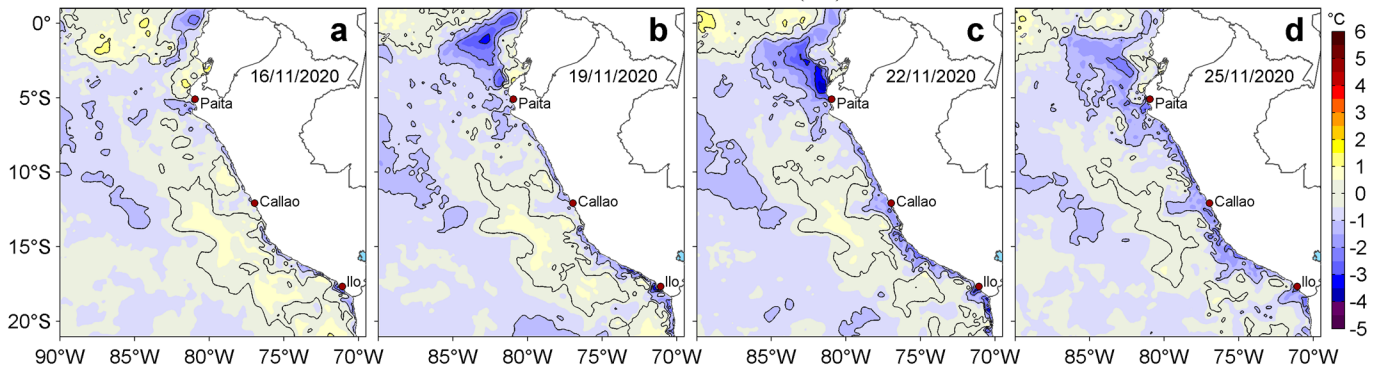 a
b
c
d
°C
0°
5°S
10°S
15°S
20°S
16/11/2020
19/11/2020
22/11/2020
25/11/2020
Paita
Paita
Paita
Paita
Callao
Callao
Callao
Callao
Ilo
Ilo
Ilo
Ilo
6
5
4
3
2
1
0
-1
-2
-3
-4
-5
90°W 85°W 80°W 75°W 70°W
85°W 80°W 75°W 70°W
85°W 80°W 75°W 70°W
85°W 80°W 75°W 70°W